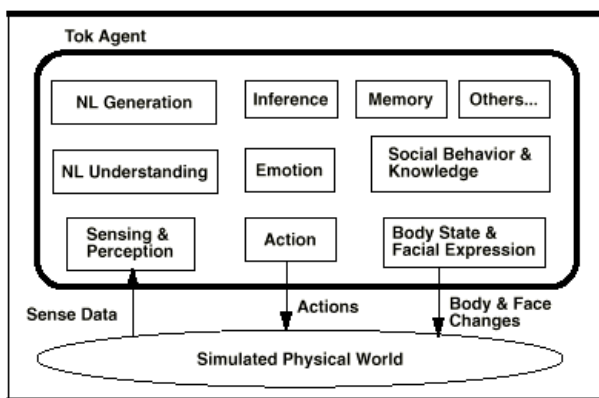 Tok Agent
NL Generation
Inference
Memory
Others...
NL Understanding
Emotion
Social Behavior &
Knowledge
Sensing &
Perception
Action
Body State &
Facial Expression
Sense Data
Actions
Body & Face
Changes
Simulated Physical World